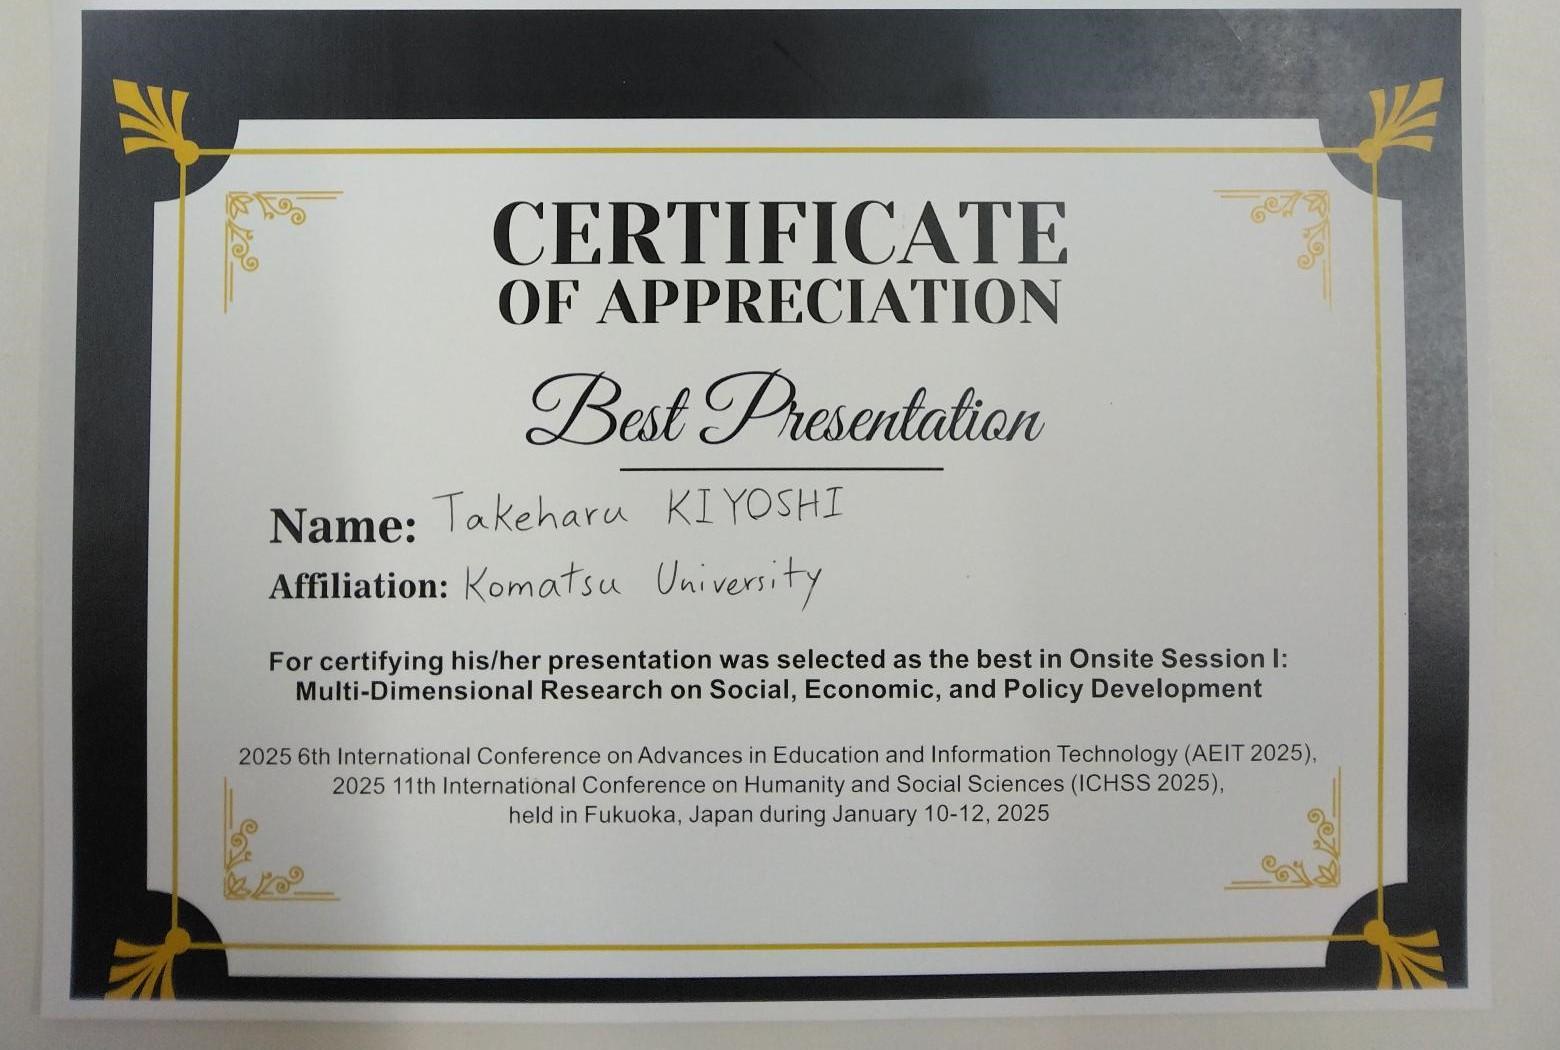 CERTIFICATE
OF APPRECIATION
Best Presentation
Name: Takeharu KIYOSHI
Affiliation: Komatsu University
For certifying his/her presentation was selected as the best in Onsite Session I:
Multi-Dimensional Research on Social, Economic, and Policy Development
2025 6th International Conference on Advances in Education and Information Technology (AEIT 2025),
2025 11th International Conference on Humanity and Social Sciences (ICHSS 2025),
held in Fukuoka, Japan during January 10-12, 2025